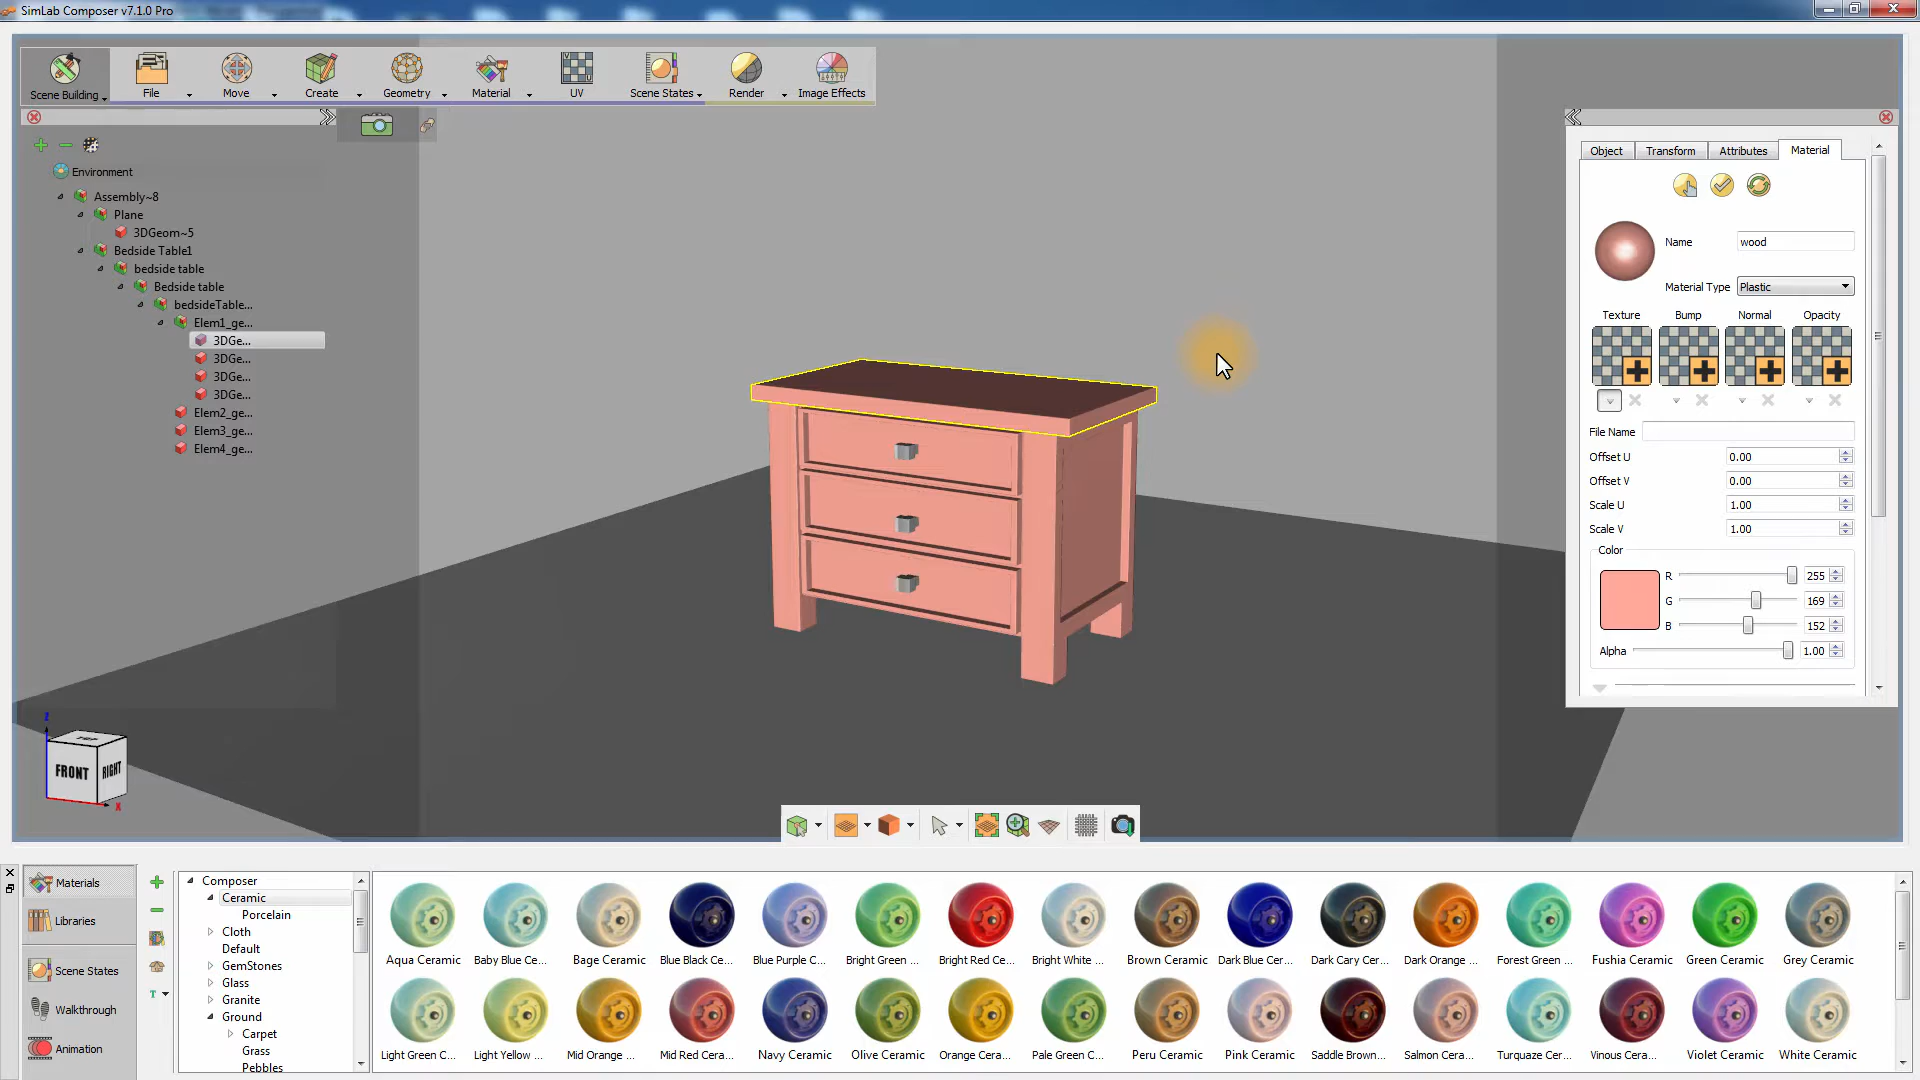 SimLab Composer v7.1.0 Pro
Scene Building
File
Move
Create
Geometry
Material
UV
Scene States
Render
Image Effects
Environment
Assembly~8
Plane
3DGeom~5
Bedside Table1
bedside table
Bedside table
bedsideTable...
Elem1_ge...
3DGe...
3DGe...
3DGe...
3DGe...
Elem2_ge...
Elem3_ge...
Elem4_ge...
Object
Transform
Attributes
Material
Name
wood
Material Type
Plastic
Texture
Bump
Normal
Opacity
File Name
Offset U
0.00
Offset V
0.00
Scale U
1.00
Scale V
1.00
Color
R
255
G
169
B
152
Alpha
1.00
Z
TOP
FRONT
RIGHT
X
Materials
Libraries
Scene States
Walkthrough
Animation
T
Composer
Ceramic
Porcelain
Cloth
Default
GemStones
Glass
Granite
Ground
Carpet
Grass
Pebbles
Aqua Ceramic
Baby Blue Ce...
Bage Ceramic
Blue Black Ce...
Blue Purple C...
Bright Green ...
Bright Red Ce...
Bright White ...
Brown Ceramic
Dark Blue Cer...
Dark Cary Cer...
Dark Orange ...
Forest Green ...
Fushia Ceramic
Green Ceramic
Grey Ceramic
Light Green C...
Light Yellow ...
Mid Orange ...
Mid Red Cera...
Navy Ceramic
Olive Ceramic
Orange Cera...
Pale Green C...
Peru Ceramic
Pink Ceramic
Saddle Brown...
Salmon Cera...
Turquaze Cer...
Vinous Cera...
Violet Ceramic
White Ceramic